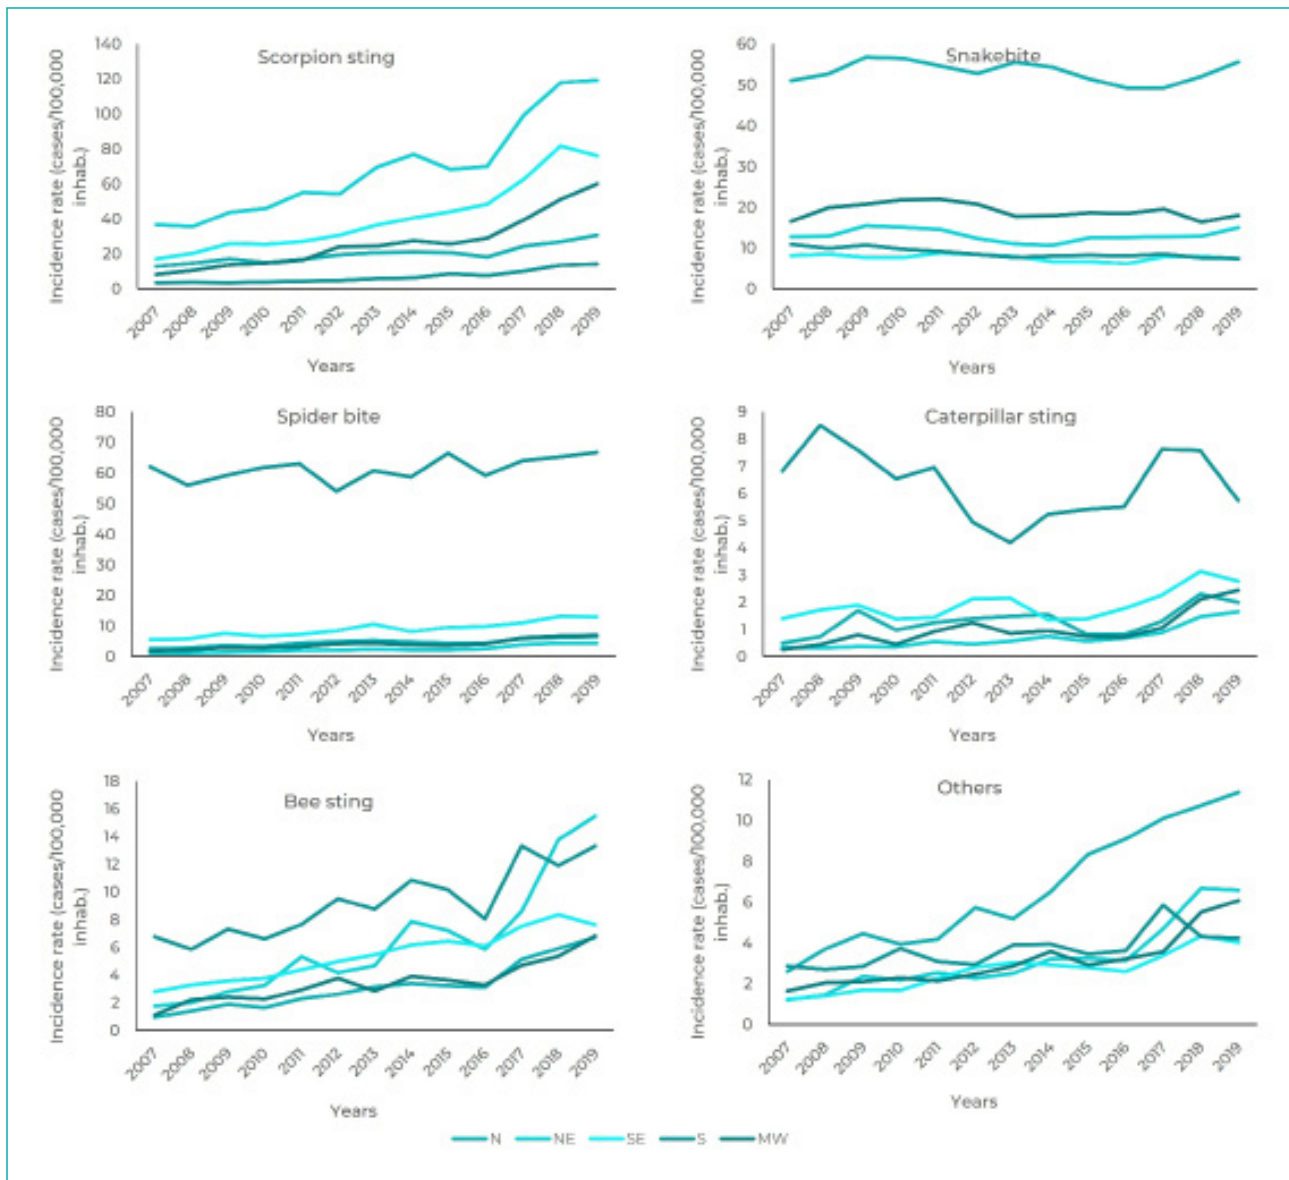 Scorpion sting
Incidence rate (cases/100,000
inhab.)
140
120
100
80
60
40
20
0
2007 2008 2009 2010 2011 2012 2013 2014 2015 2016 2017 2018 2019
Years
Snakebite
Incidence rate (cases/100,000
inhab.)
60
50
40
30
20
10
0
2007 2008 2009 2010 2011 2012 2013 2014 2015 2016 2017 2018 2019
Years
Spider bite
Incidence rate (cases/100,000
inhab.)
80
70
60
50
40
30
20
10
0
2007 2008 2009 2010 2011 2012 2013 2014 2015 2016 2017 2018 2019
Years
Caterpillar sting
Incidence rate (cases/100,000
inhab.)
9
8
7
6
5
4
3
2
1
0
2007 2008 2009 2010 2011 2012 2013 2014 2015 2016 2017 2018 2019
Years
Bee sting
Incidence rate (cases/100,000
inhab.)
18
16
14
12
10
8
6
4
2
0
2007 2008 2009 2010 2011 2012 2013 2014 2015 2016 2017 2018 2019
Years
Others
Incidence rate (cases/100,000
inhab.)
12
10
8
6
4
2
0
2007 2008 2009 2010 2011 2012 2013 2014 2015 2016 2017 2018 2019
Years
N NE SE S MW